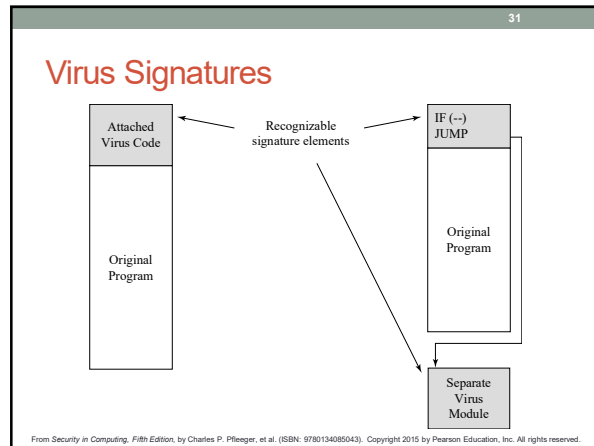 31
Virus Signatures
Attached
Virus Code
Recognizable
signature elements
IF (--)
JUMP
Original
Program
Original
Program
Separate
Virus
Module
From Security in Computing, Fifth Edition, by Charles P. Pfleeger, et al. (ISBN: 9780134085043). Copyright 2015 by Pearson Education, Inc. All rights reserved.